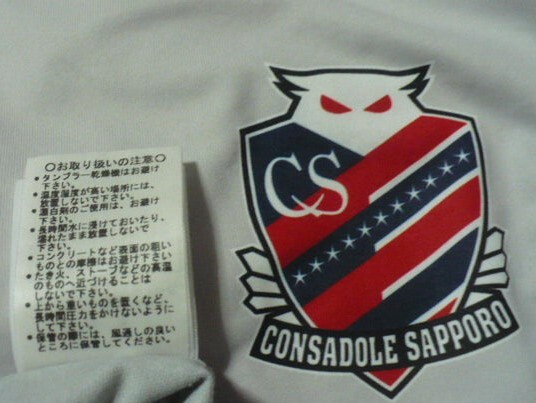 ○お取り扱いの注意○
• タンブラー乾燥機はお避け
下さい。
• 温度湿度が高い場所には、
放置しないで下さい。
• 蛍白剤のご使用は、お避け
下さい。
• 長時間水に浸けておいたり、
濡れたまま放置しないで
下さい。
• コンクリートなど表面の粗い
ものとの摩擦はお避け下さい
• たき火、ストーブなどの高温
のものへ近づけることは
しないで下さい。
• 上から重いものを置くなど、
長時間圧力をかけないように
して下さい。
• 保管の際には、風通しの良い
ところに保管してください。
CS
CONSADOLE SAPPORO